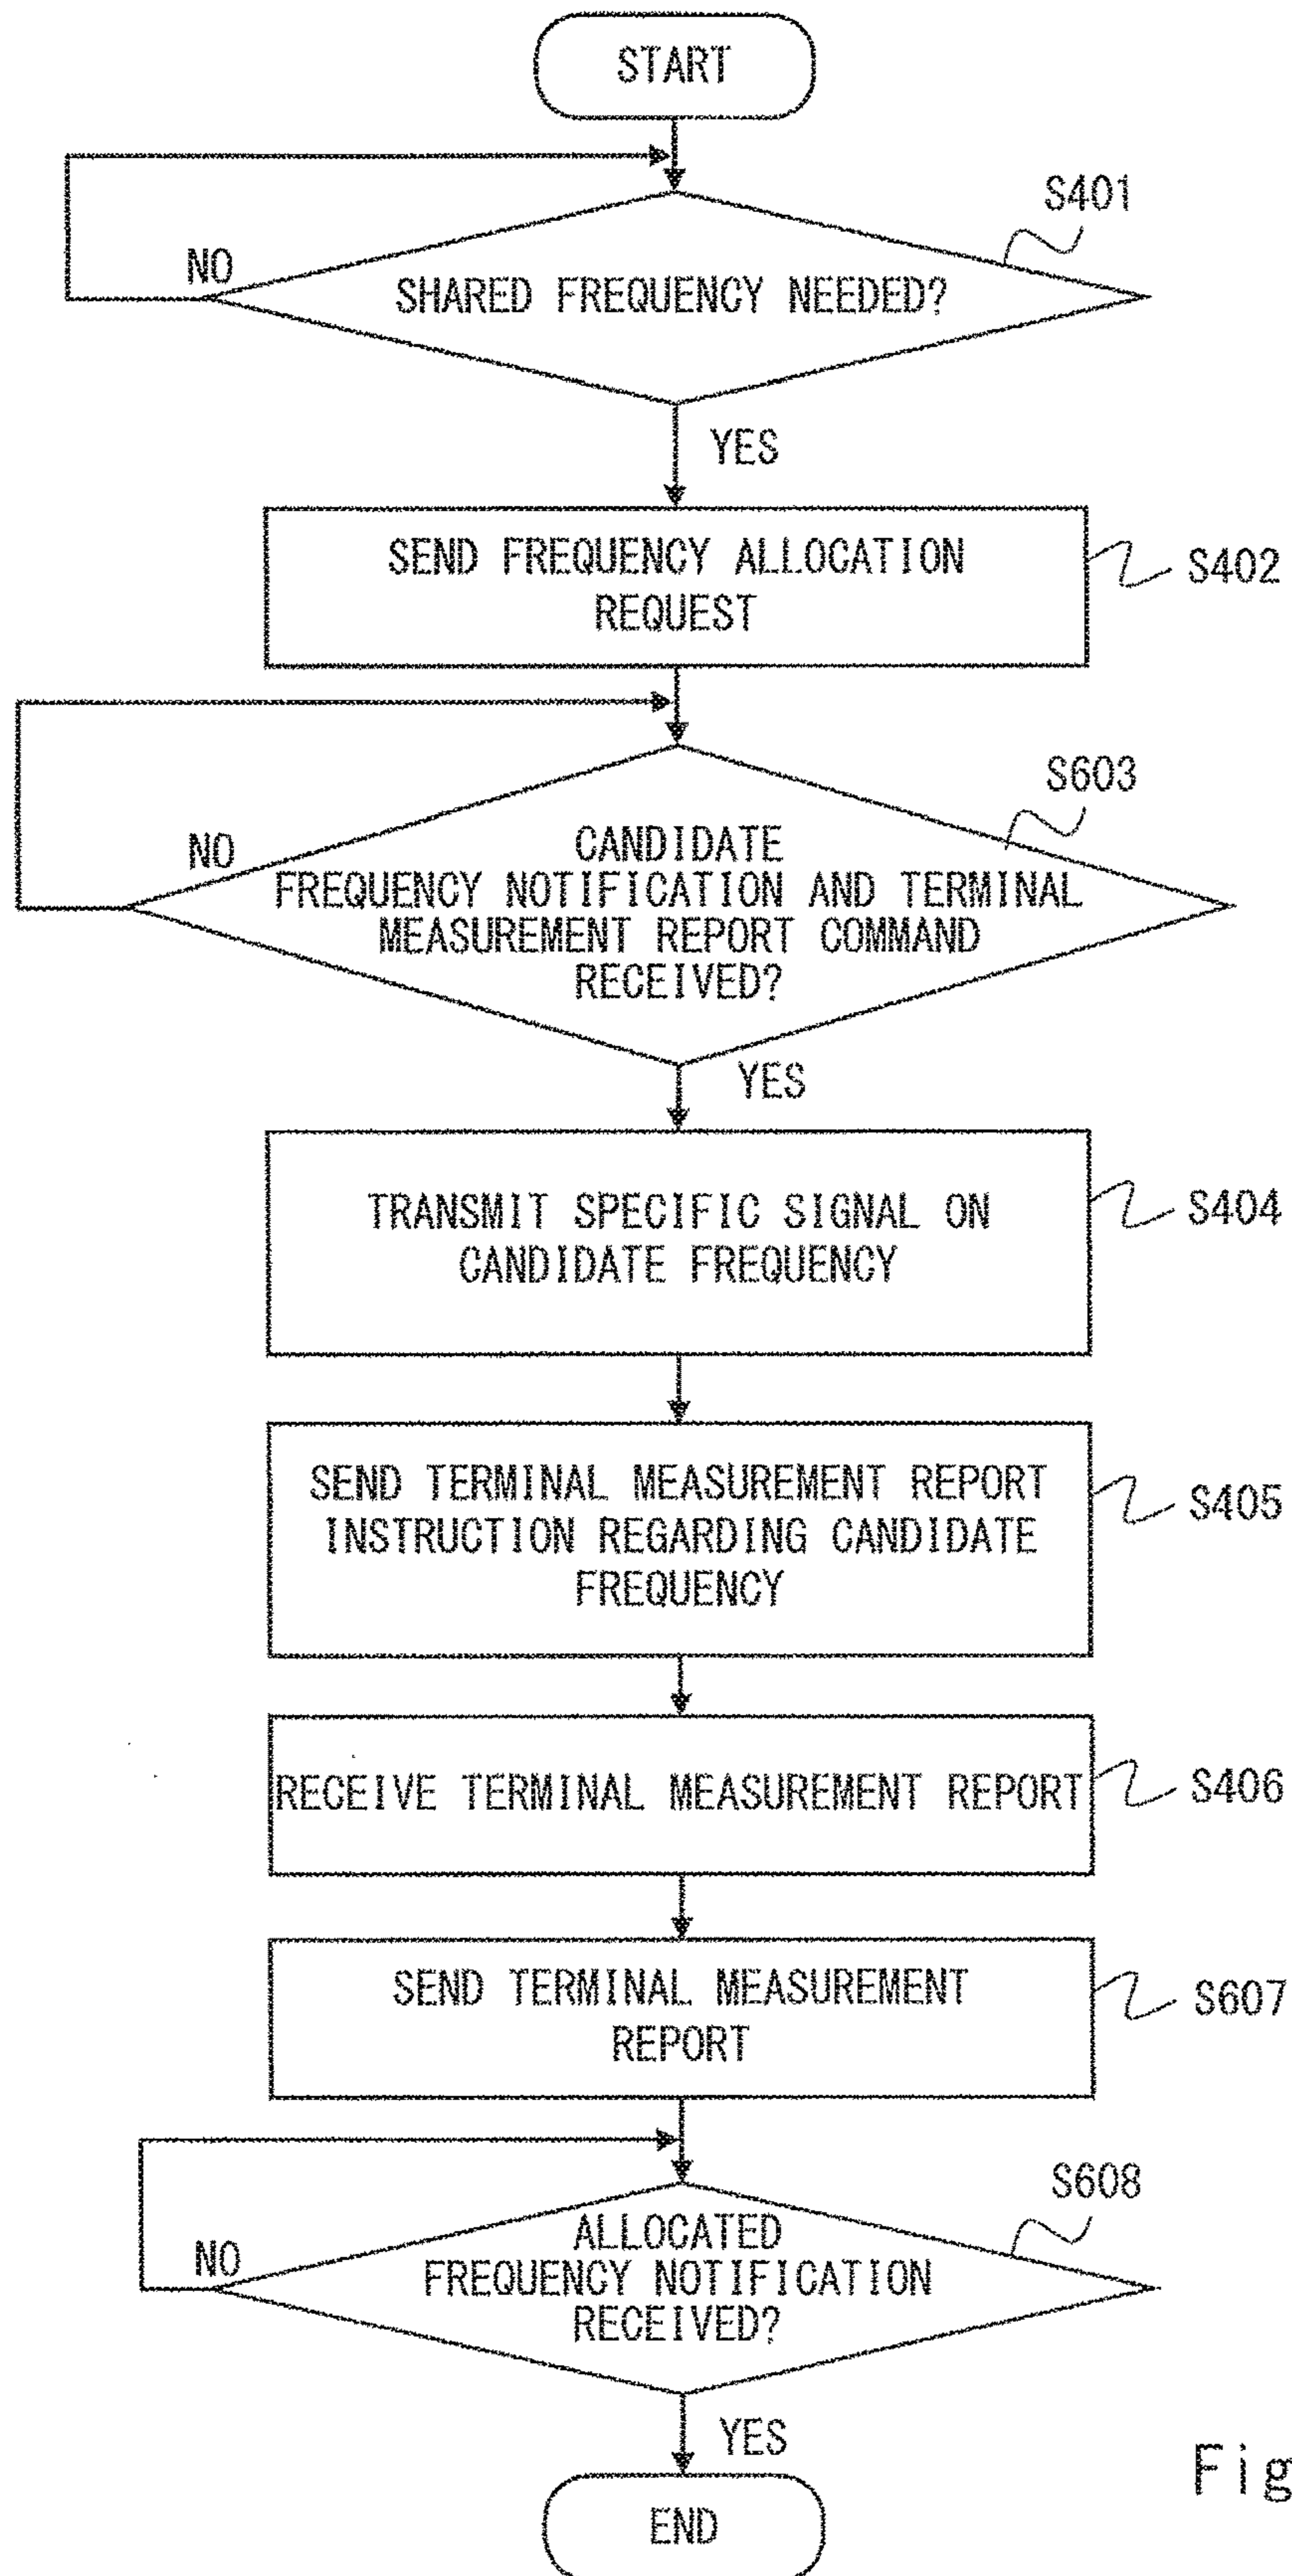 START
S401
NO
SHARED FREQUENCY NEEDED?
YES
SEND FREQUENCY ALLOCATION
REQUEST
S402
S603
NO
CANDIDATE
FREQUENCY NOTIFICATION AND TERMINAL
MEASUREMENT REPORT COMMAND
RECEIVED?
YES
TRANSMIT SPECIFIC SIGNAL ON
CANDIDATE FREQUENCY
S404
SEND TERMINAL MEASUREMENT REPORT
INSTRUCTION REGARDING CANDIDATE
FREQUENCY
S405
RECEIVE TERMINAL MEASUREMENT REPORT
S406
SEND TERMINAL MEASUREMENT
REPORT
S607
S608
NO
ALLOCATED
FREQUENCY NOTIFICATION
RECEIVED?
YES
END
Fig